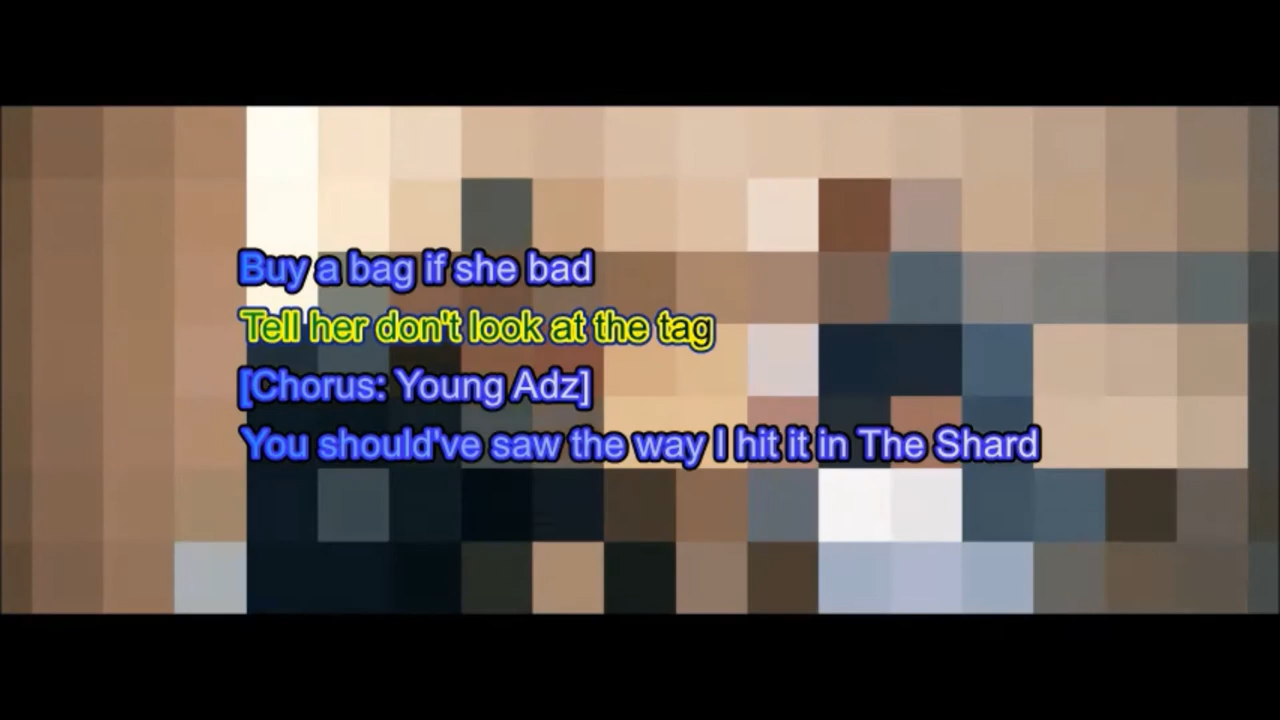 Buy a bag if she bad
Tell her don't look at the tag
[Chorus: Young Adz]
You should've saw the way I hit it in The Shard